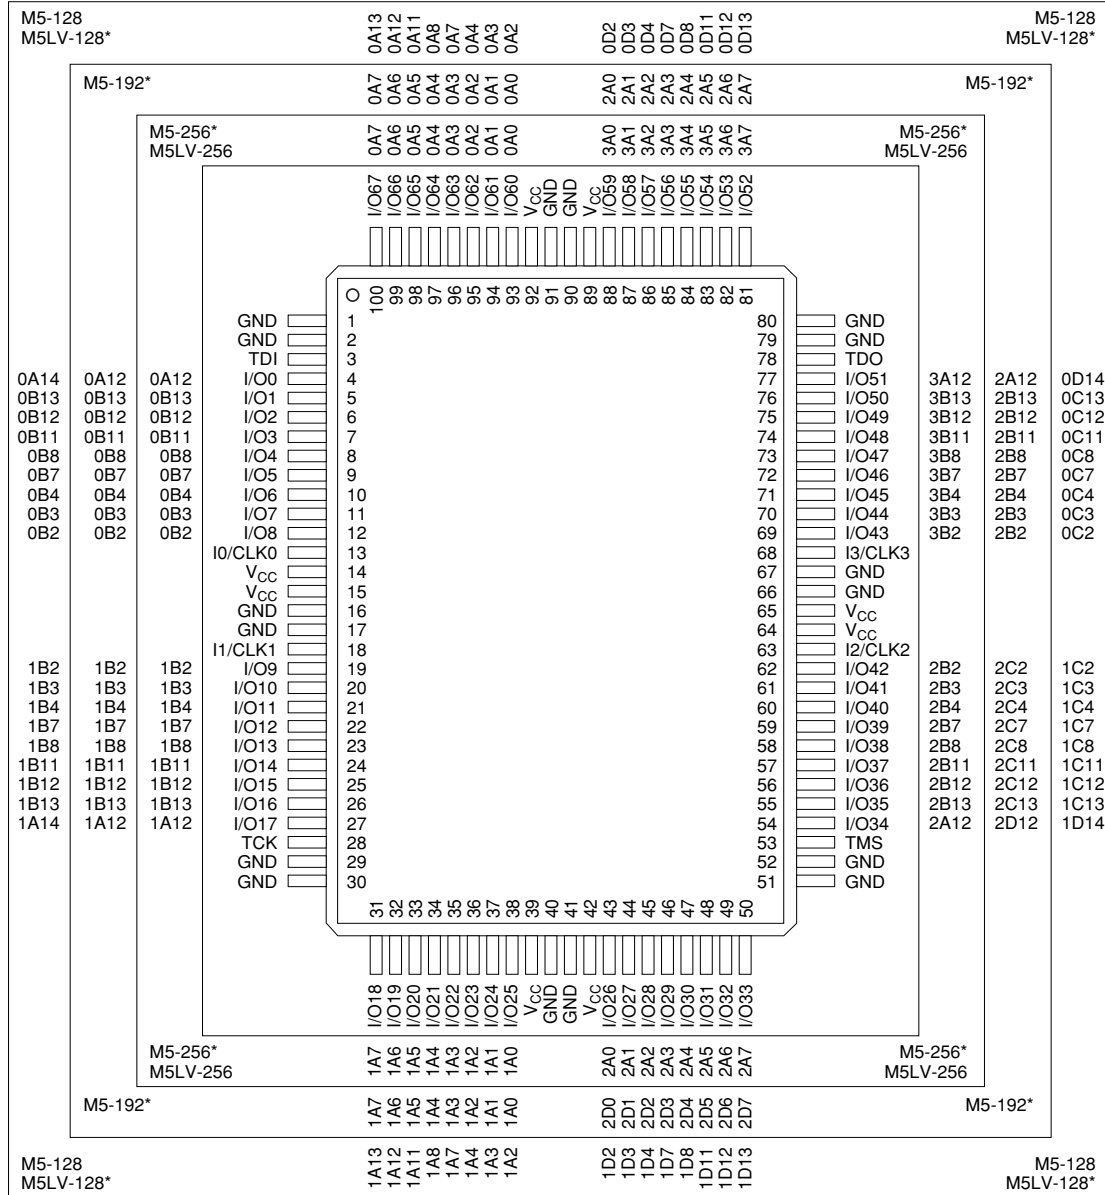 M5-128 0A13 0A12 0A11 0A8 0A7 0A4 0A3 0A2 0D2 0D3 0D4 0D7 0D8 0D11 0D12 0D13 M5-128
M5LV-128* M5LV-128*
M5-192* 0A7 0A6 0A5 0A4 0A3 0A2 0A1 0A0 2A0 2A1 2A2 2A3 2A4 2A5 2A6 2A7 M5-192*
M5-256* 0A7 0A6 0A5 0A4 0A3 0A2 0A1 0A0 3A0 3A1 3A2 3A3 3A4 3A5 3A6 3A7 M5-256*
M5LV-256 M5LV-256
I/O67 I/O66 I/O65 I/O64 I/O63 I/O62 I/O61 I/O60 VCC GND GND VCC I/O59 I/O58 I/O57 I/O56 I/O55 I/O54 I/O53 I/O52
100 99 98 97 96 95 94 93 92 91 90 89 88 87 86 85 84 83 82 81
GND 1 80 GND
GND 2 79 GND
TDI 3 78 TDO
0A14 0A12 0A12 I/O0 4 77 I/O51 3A12 2A12 0D14
0B13 0B13 0B13 I/O1 5 76 I/O50 3B13 2B13 0C13
0B12 0B12 0B12 I/O2 6 75 I/O49 3B12 2B12 0C12
0B11 0B11 0B11 I/O3 7 74 I/O48 3B11 2B11 0C11
0B8 0B8 0B8 I/O4 8 73 I/O47 3B8 2B8 0C8
0B7 0B7 0B7 I/O5 9 72 I/O46 3B7 2B7 0C7
0B4 0B4 0B4 I/O6 10 71 I/O45 3B4 2B4 0C4
0B3 0B3 0B3 I/O7 11 70 I/O44 3B3 2B3 0C3
0B2 0B2 0B2 I/O8 12 69 I/O43 3B2 2B2 0C2
I0/CLK0 13 68 I3/CLK3
VCC 14 67 GND
VCC 15 66 GND
GND 16 65 VCC
GND 17 64 VCC
I1/CLK1 18 63 I2/CLK2
1B2 1B2 1B2 I/O9 19 62 I/O42 2B2 2C2 1C2
1B3 1B3 1B3 I/O10 20 61 I/O41 2B3 2C3 1C3
1B4 1B4 1B4 I/O11 21 60 I/O40 2B4 2C4 1C4
1B7 1B7 1B7 I/O12 22 59 I/O39 2B7 2C7 1C7
1B8 1B8 1B8 I/O13 23 58 I/O38 2B8 2C8 1C8
1B11 1B11 1B11 I/O14 24 57 I/O37 2B11 2C11 1C11
1B12 1B12 1B12 I/O15 25 56 I/O36 2B12 2C12 1C12
1B13 1B13 1B13 I/O16 26 55 I/O35 2B13 2C13 1C13
1A14 1A12 1A12 I/O17 27 54 I/O34 2A12 2D12 1D14
TCK 28 53 TMS
GND 29 52 GND
GND 30 51 GND
31 32 33 34 35 36 37 38 39 40 41 42 43 44 45 46 47 48 49 50
I/O18 I/O19 I/O20 I/O21 I/O22 I/O23 I/O24 I/O25 VCC GND GND VCC I/O26 I/O27 I/O28 I/O29 I/O30 I/O31 I/O32 I/O33
M5-256* 1A7 1A6 1A5 1A4 1A3 1A2 1A1 1A0 2A0 2A1 2A2 2A3 2A4 2A5 2A6 2A7 M5-256*
M5LV-256 M5LV-256
M5-192* 1A7 1A6 1A5 1A4 1A3 1A2 1A1 1A0 2D0 2D1 2D2 2D3 2D4 2D5 2D6 2D7 M5-192*
M5-128 1A13 1A12 1A11 1A8 1A7 1A4 1A3 1A2 1D2 1D3 1D4 1D7 1D8 1D11 1D12 1D13 M5-128
M5LV-128* M5LV-128*